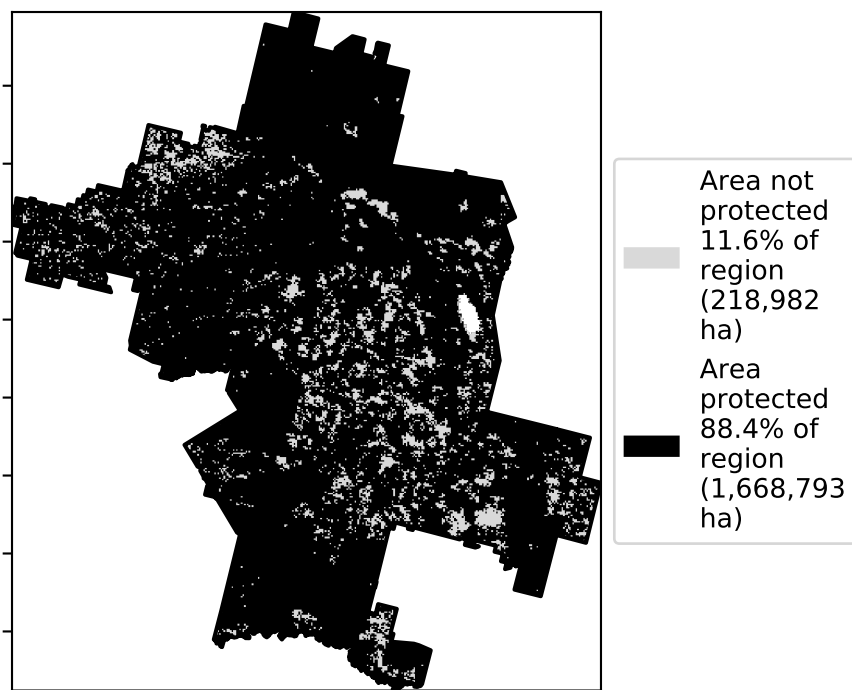 Area not
protected
11.6% of
region
(218,982
ha)
Area
protected
88.4% of
region
(1,668,793
ha)